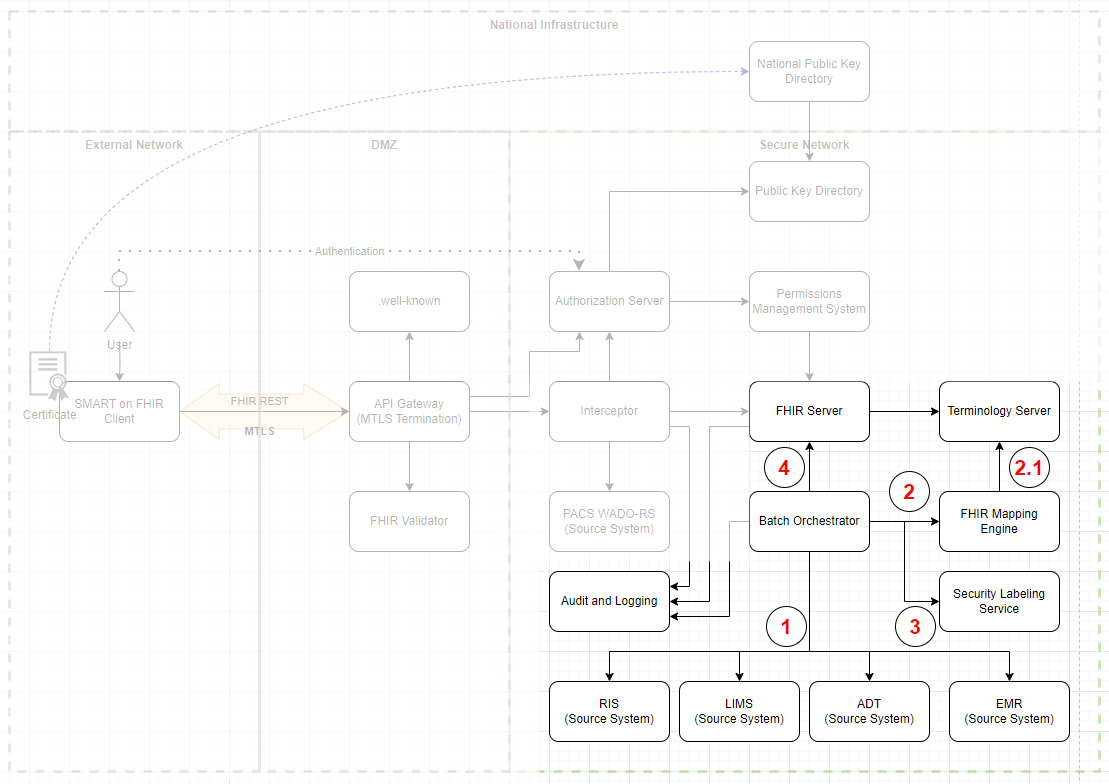 National Infrastructure
National Public Key
Directory
External Network
DMZ
Secure Network
Public Key Directory
Authentication
.well-known
Authorization Server
Permissions
Management System
User
Certificate
SMART on FHIR
Client
FHIR REST
MTLS
API Gateway
(MTLS Termination)
Interceptor
FHIR Server
Terminology Server
4
2
2.1
FHIR Validator
PACS WADO-RS
(Source System)
Batch Orchestrator
FHIR Mapping
Engine
Audit and Logging
Security Labeling
Service
1
3
RIS
(Source System)
LIMS
(Source System)
ADT
(Source System)
EMR
(Source System)